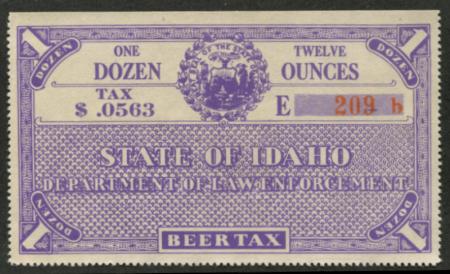 1 DOZEN
1 DOZEN
ONE DOZEN
TWELVE OUNCES
TAX
$ .0563
E 209 b
STATE OF IDAHO
DEPARTMENT OF LAW ENFORCEMENT
1 DOZEN
BEER TAX
1 DOZEN